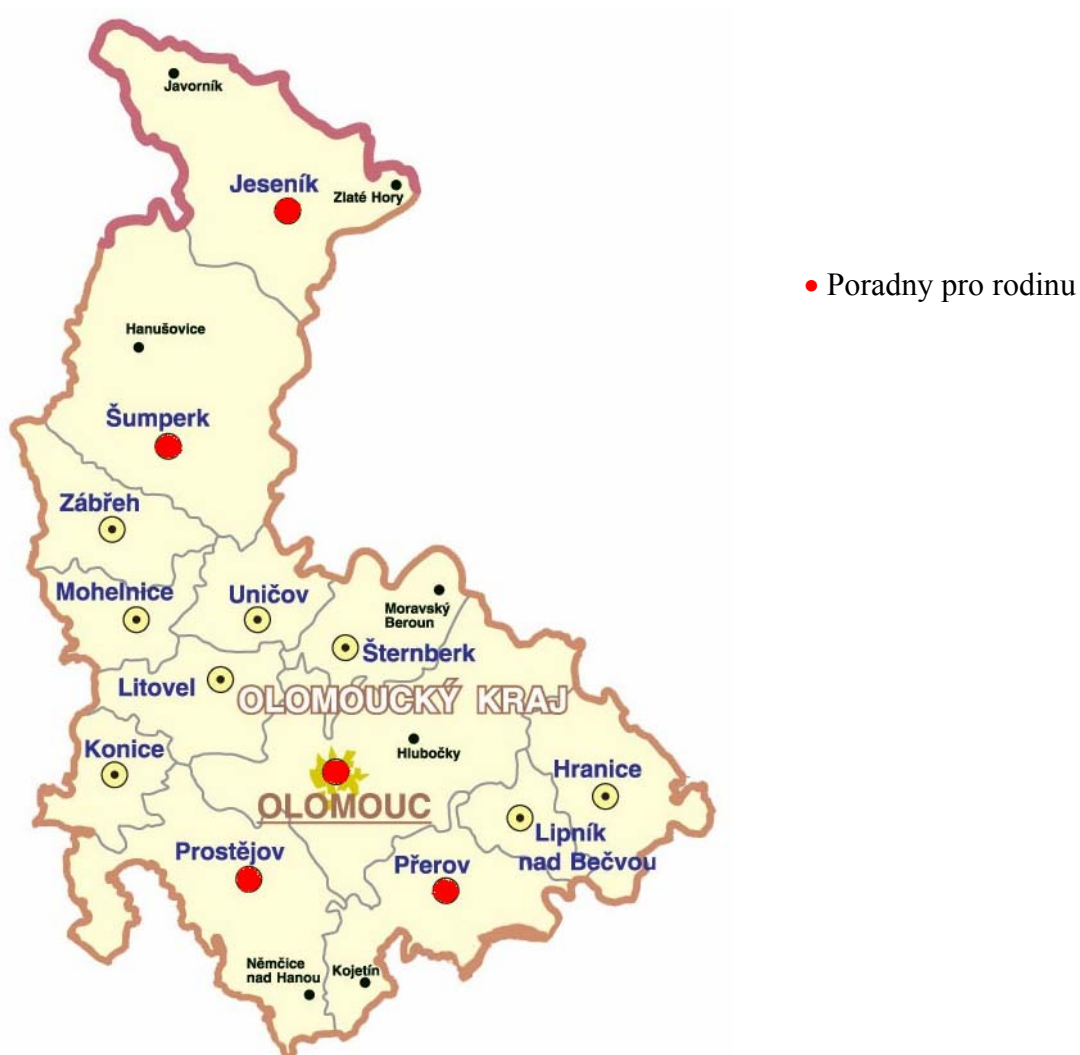 Javorník
Jeseník
Zlaté Hory
• Poradny pro rodinu
Hanušovice
Šumperk
Zábřeh
Mohelnice
Uničov
Moravský
Beroun
Šternberk
Litovel
OLOMOUCKÝ KRAJ
Hlubočky
Konice
Hranice
OLOMOUC
Lipník
nad Bečvou
Prostějov
Přerov
Němčice
nad Hanou
Kojetín